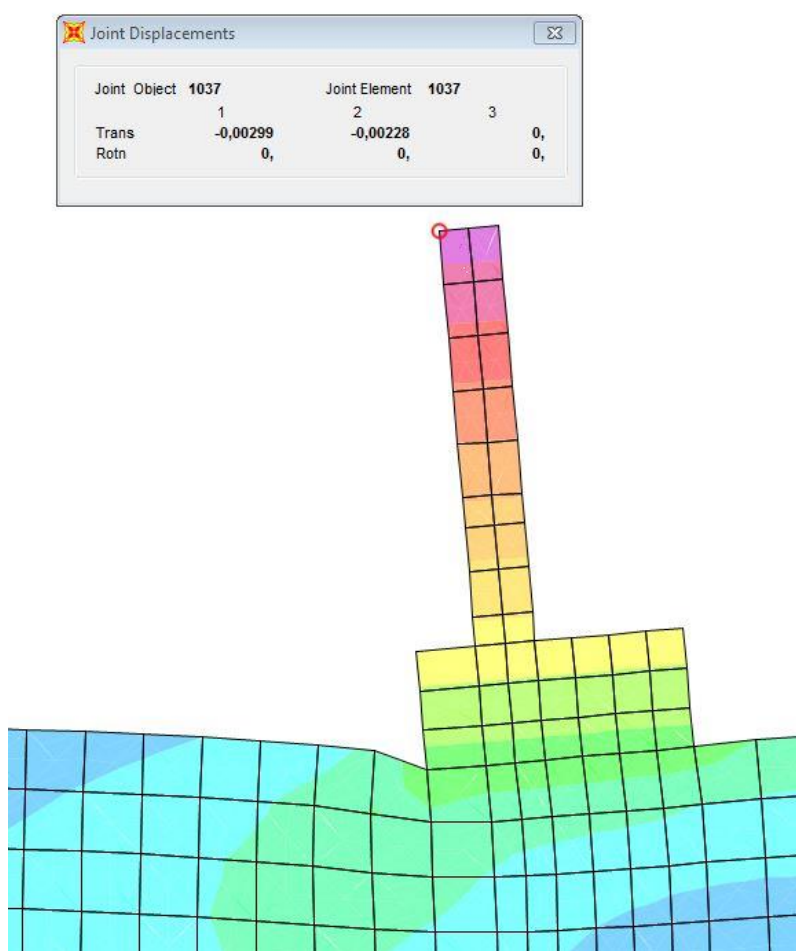 Joint Displacements
Joint Object 1037 Joint Element 1037
1 2 3
Trans -0,00299 -0,00228 0,
Rotn 0, 0, 0,